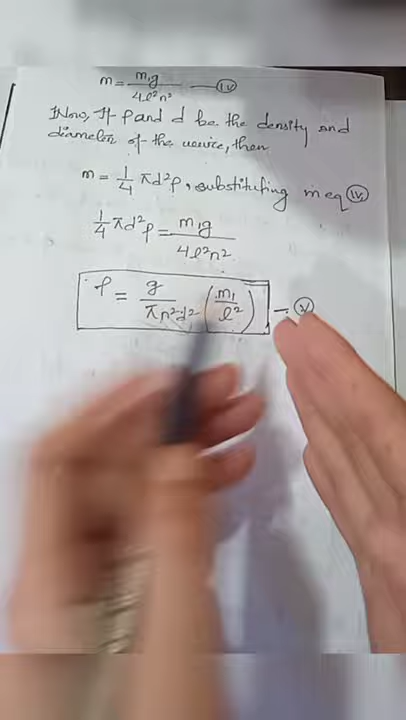 m = m₁g / 4l²n² — (IV)
Now, If ρ and d be the density and
diameter of the wire, then
m = 1/4 πd²ρ, substituting m eq (IV)
1/4 πd²ρ = m₁g / 4l²n²
ρ = g / πn²d² (m₁ / l²) — (V)